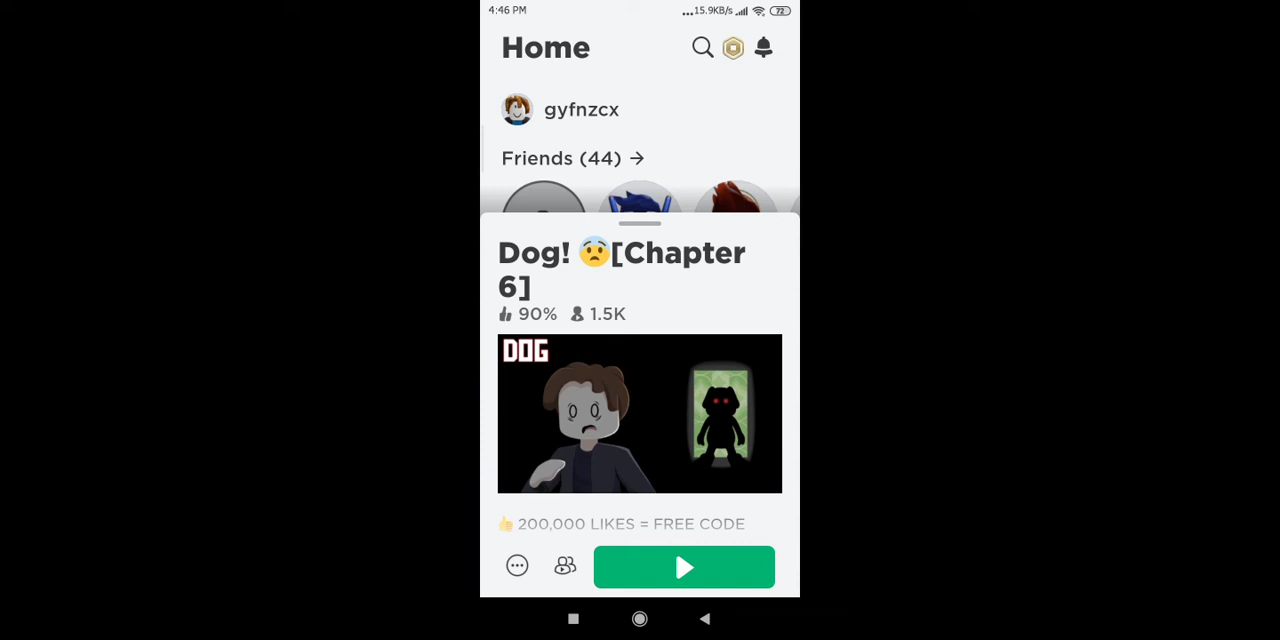 4:46 PM
...15.9KB/s
72
Home
gyfnzcx
Friends (44) →
Dog! 😨[Chapter
6]
90% 1.5K
DOG
👍 200,000 LIKES = FREE CODE